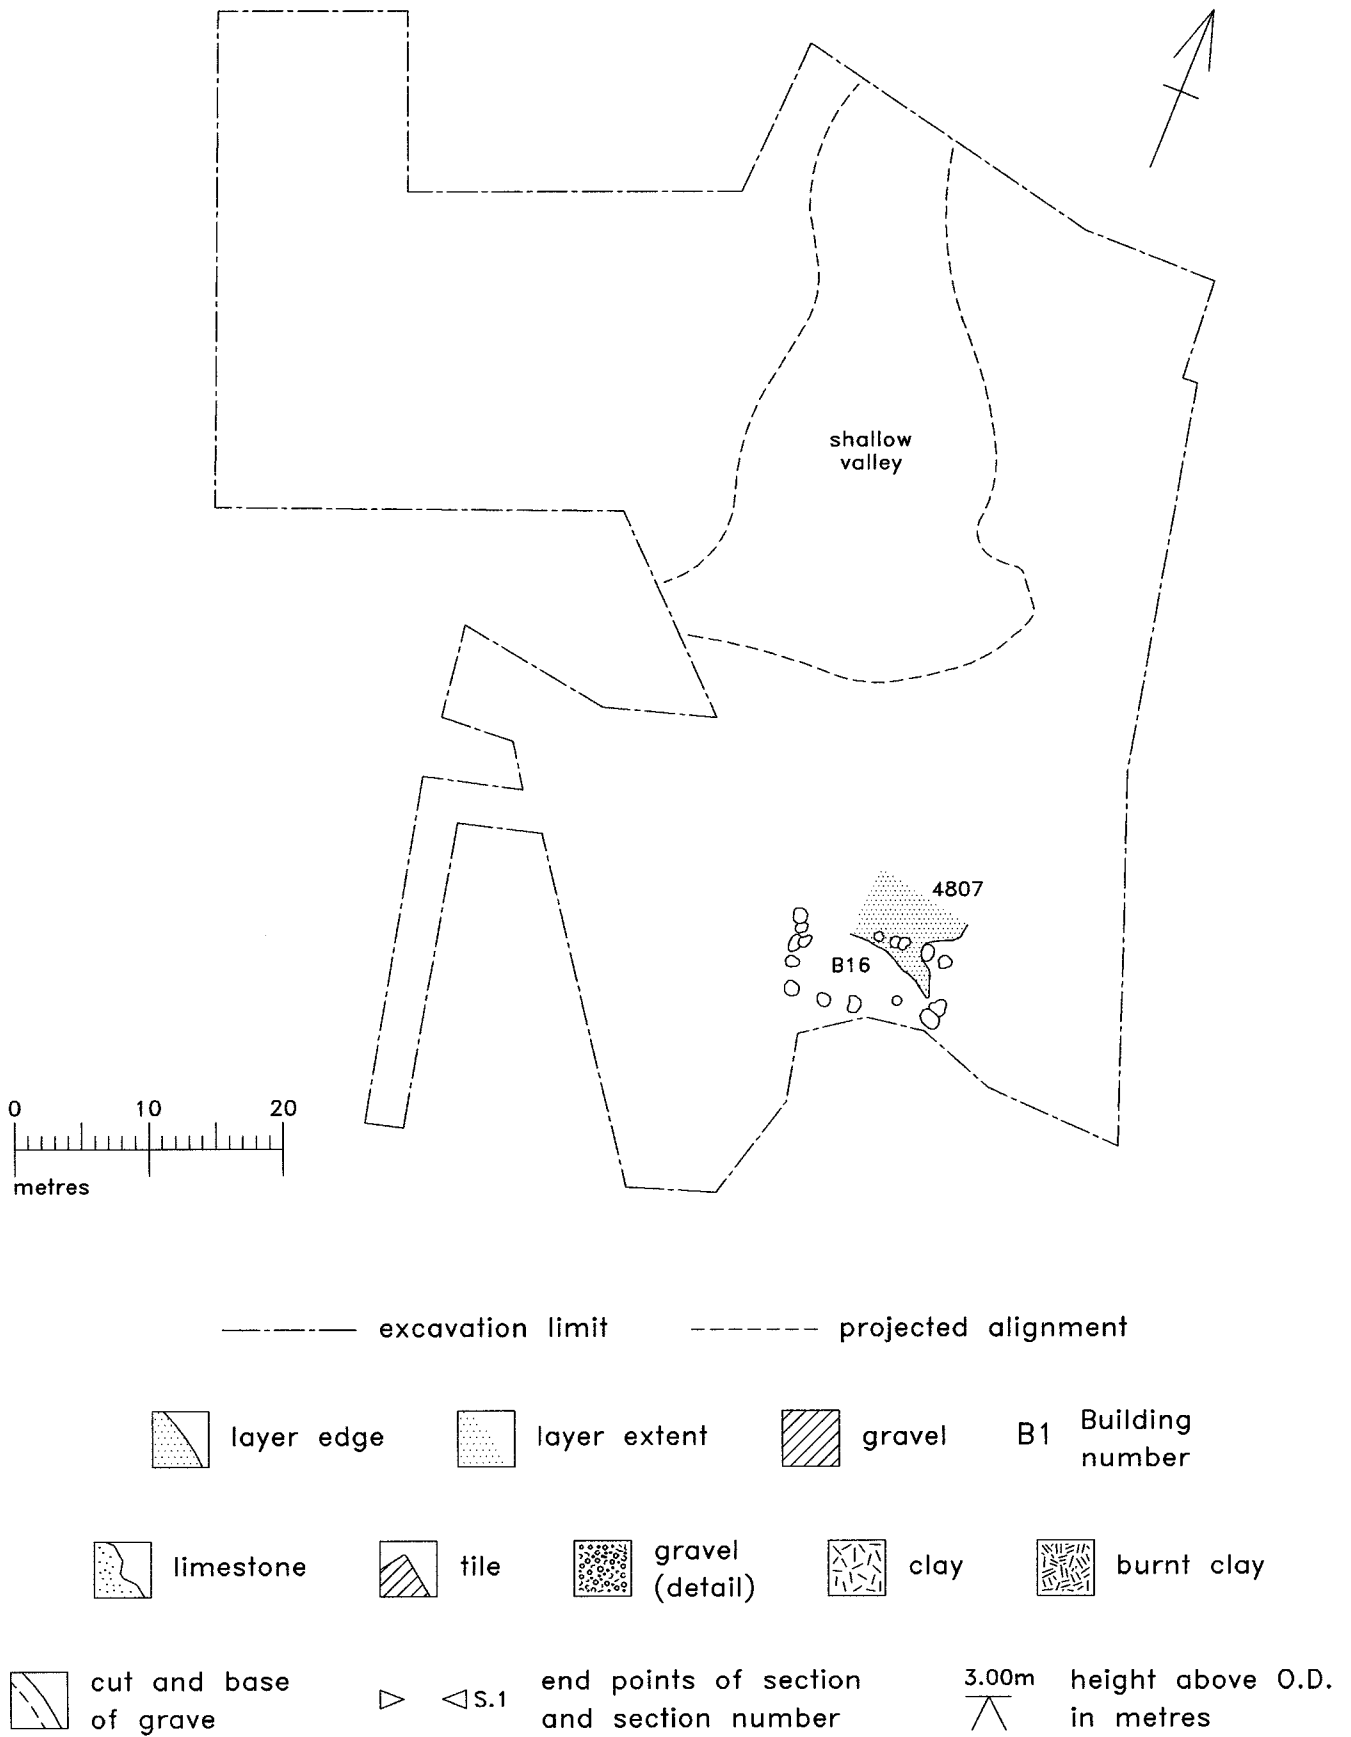 shallow
valley
4807
B16
0 10 20
metres
excavation limit
projected alignment
layer edge
layer extent
gravel
B1
Building
number
limestone
tile
gravel
(detail)
clay
burnt clay
cut and base
of grave
S.1
end points of section
and section number
3.00m
height above O.D.
in metres